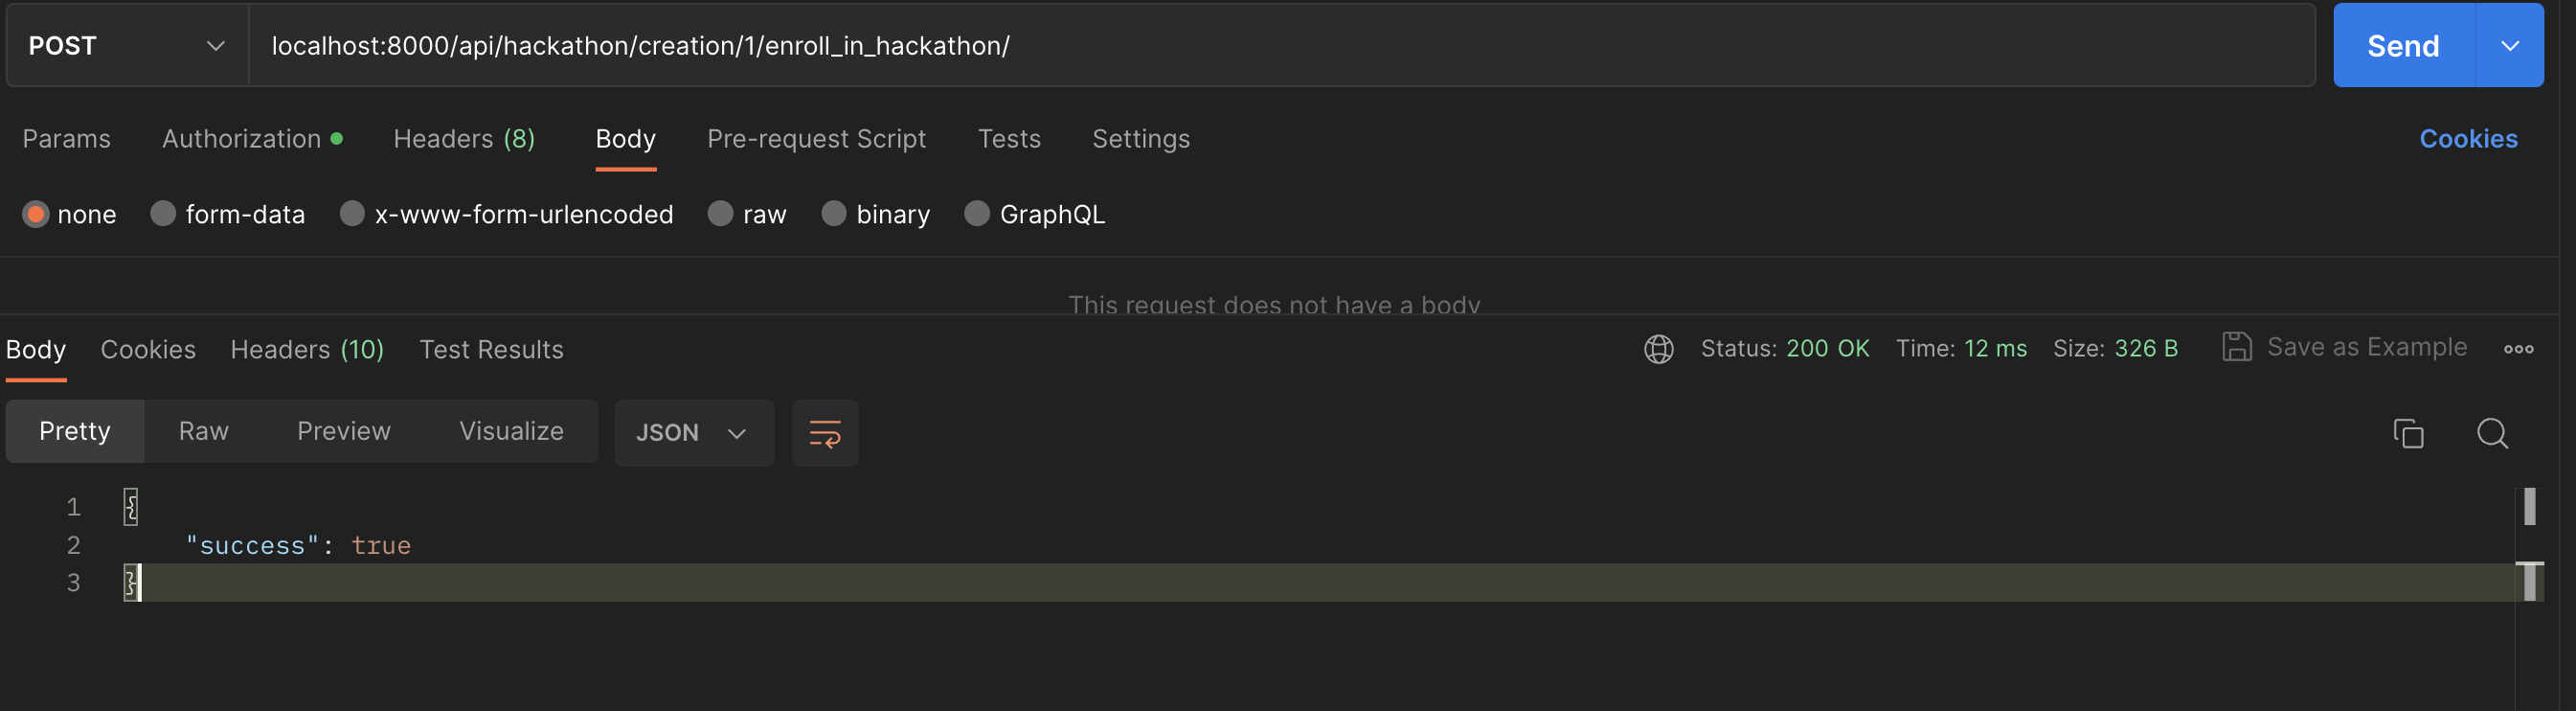 POST localhost:8000/api/hackathon/creation/1/enroll_in_hackathon/ Send
Params Authorization Headers (8) Body Pre-request Script Tests Settings Cookies
none form-data x-www-form-urlencoded raw binary GraphQL
This request does not have a body
Body Cookies Headers (10) Test Results Status: 200 OK Time: 12 ms Size: 326 B Save as Example
Pretty Raw Preview Visualize JSON
1 {
2 "success": true
3 }